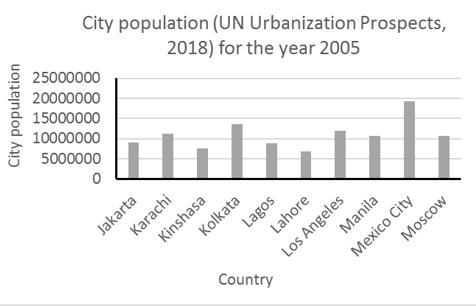 City population (UN Urbanization Prospects,
2018) for the year 2005
City population
25000000
20000000
15000000
10000000
5000000
0
Jakarta
Karachi
Kinshasa
Kolkata
Lagos
Lahore
Los Angeles
Manila
Mexico City
Moscow
Country